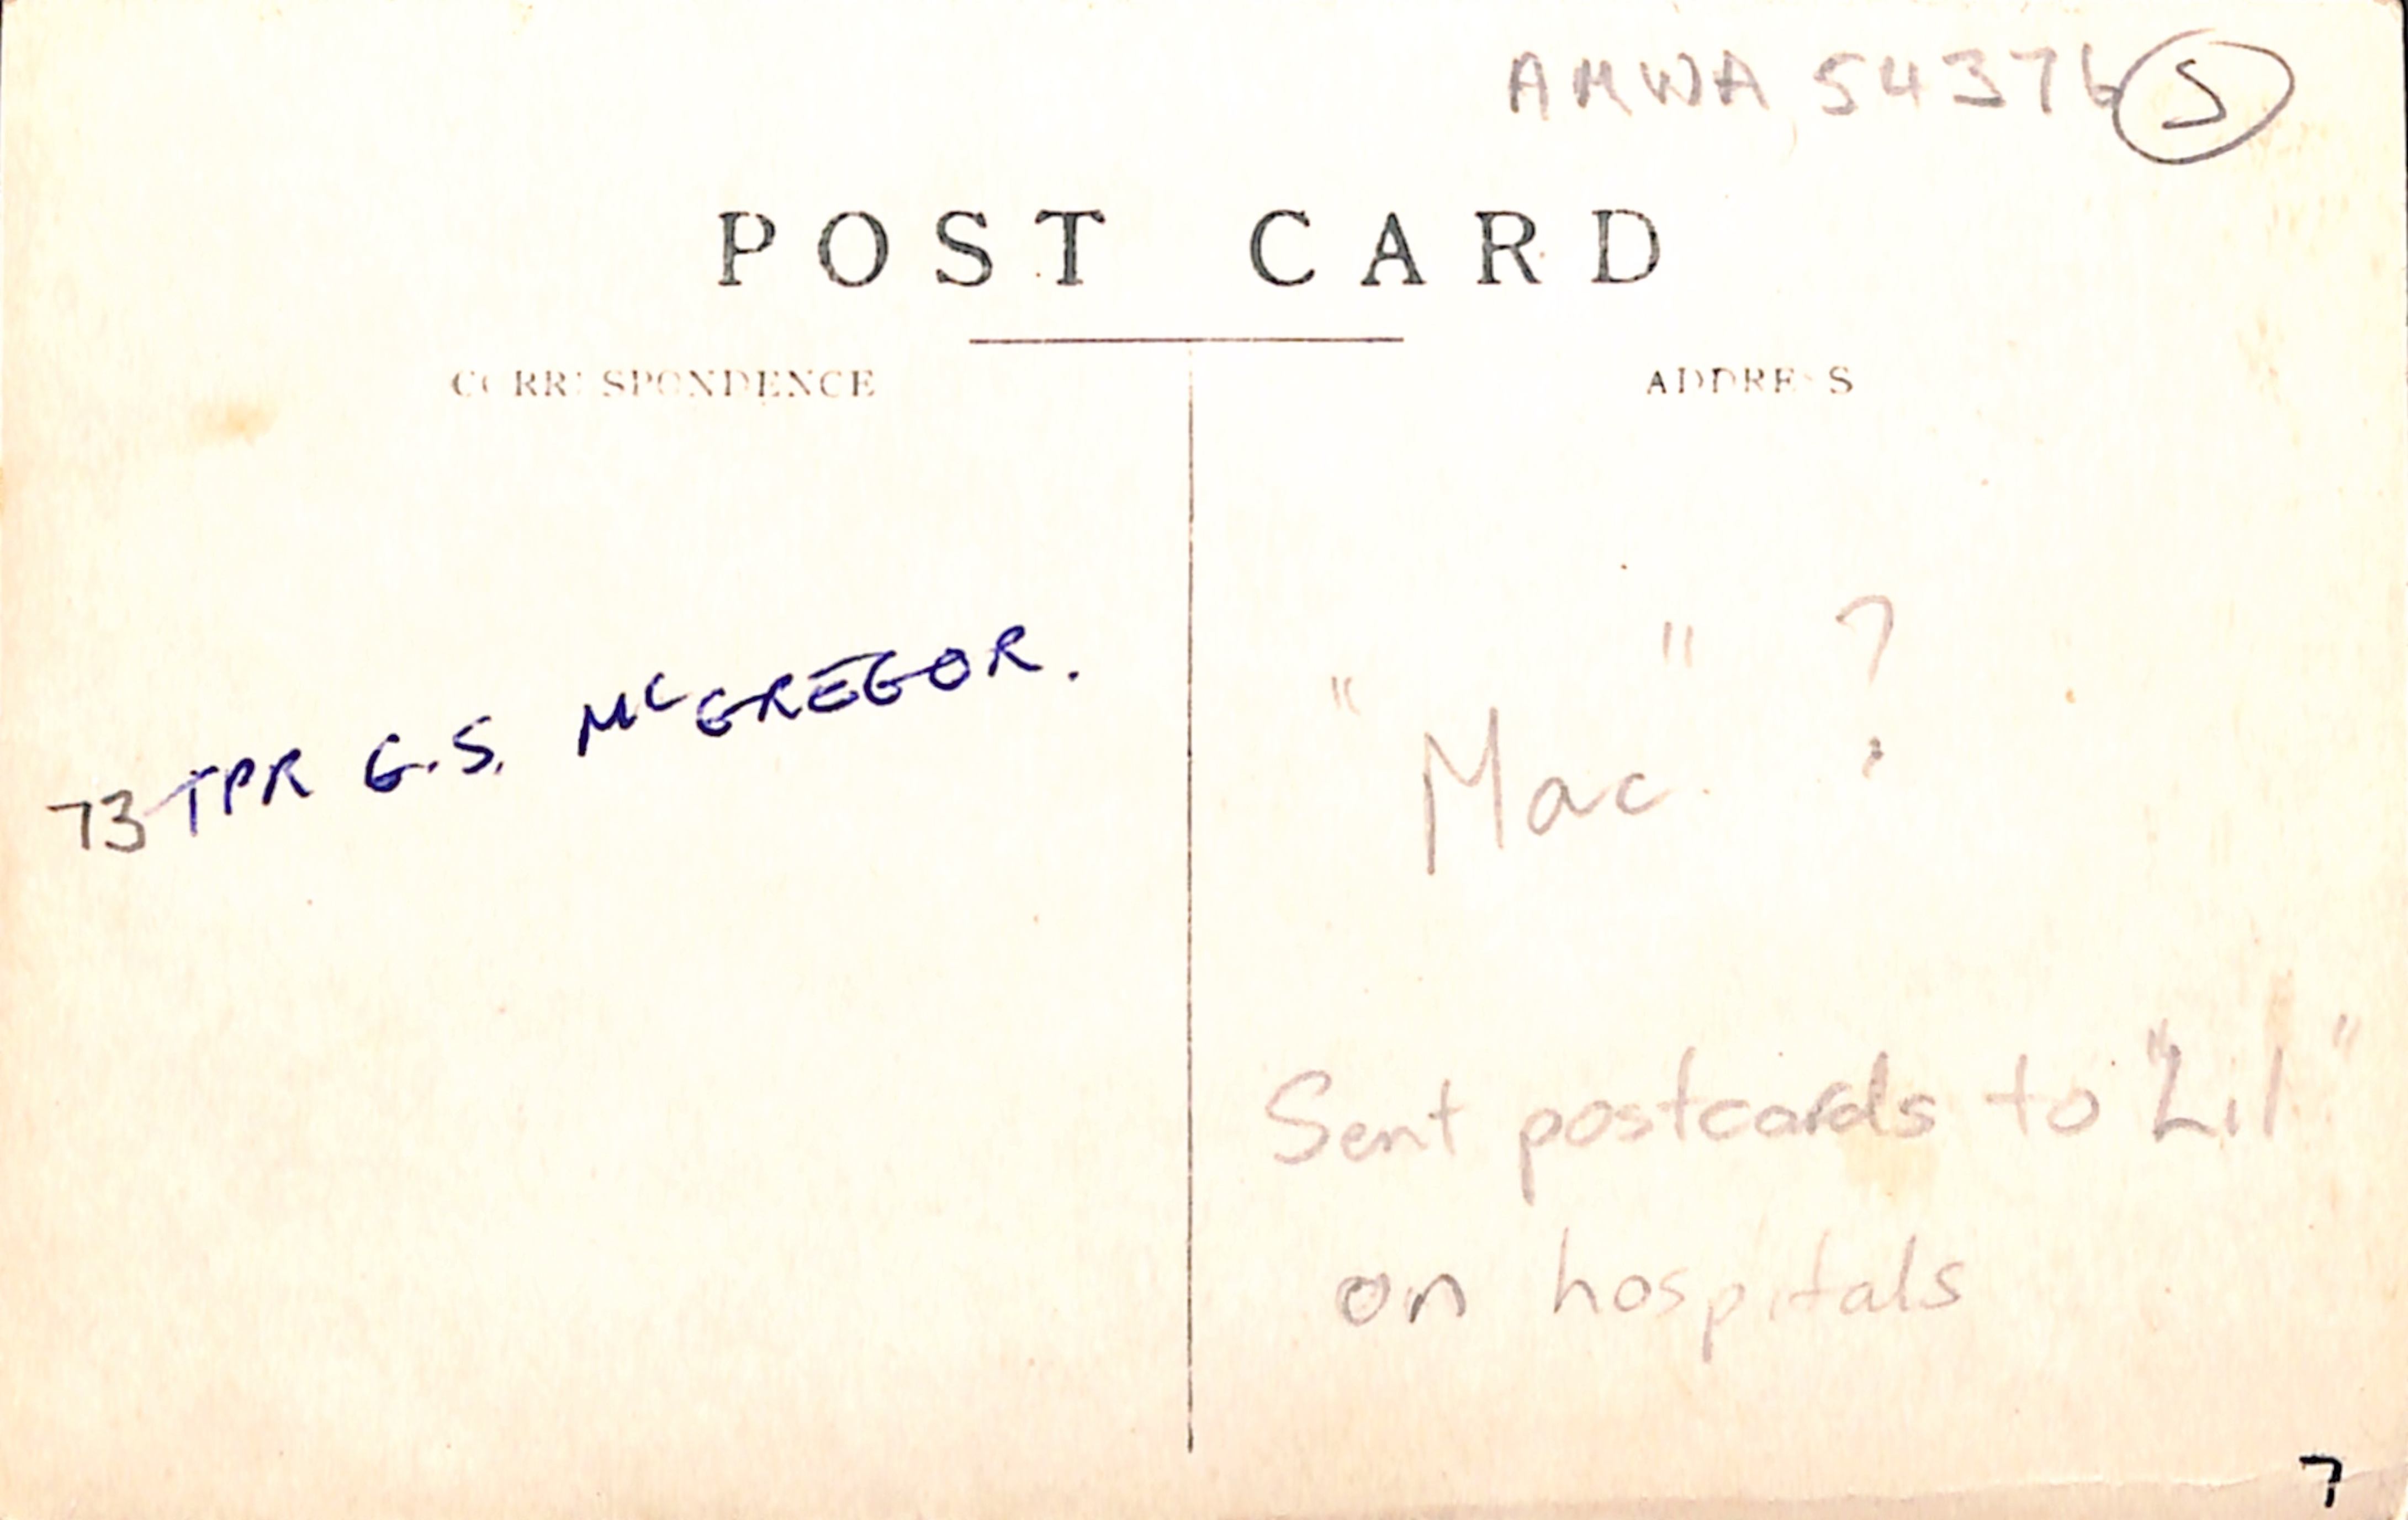 AMWA 54376 S
POST CARD
CORRESPONDENCE
ADDRESS
73 TPR G.S. McGREGOR.
"Mac." ?
Sent postcards to "Lil"
on hospitals
7